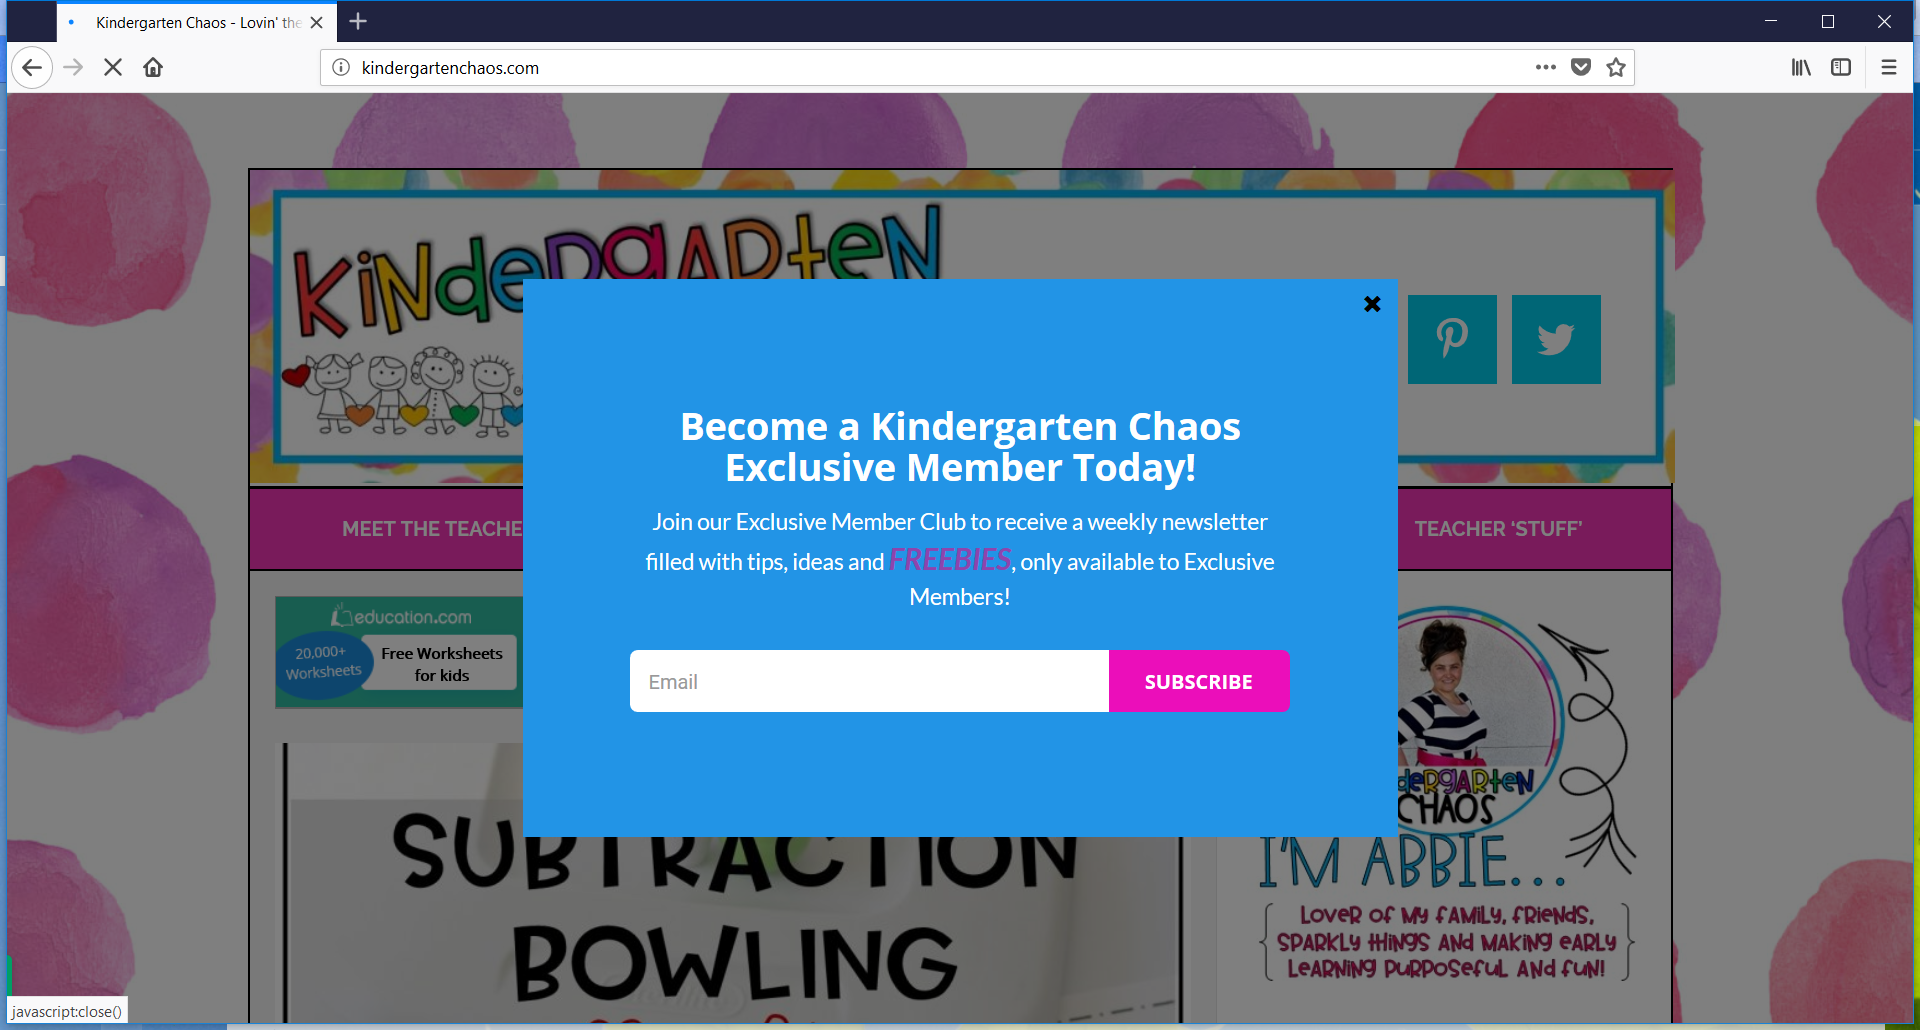 Kindergarten Chaos - Lovin' the
kindergartenchaos.com
KiNdeRgARteN
Become a Kindergarten Chaos
Exclusive Member Today!
Join our Exclusive Member Club to receive a weekly newsletter
filled with tips, ideas and FREEBIES, only available to Exclusive
Members!
Email
SUBSCRIBE
MEET THE TEACHE
TEACHER ‘STUFF’
education.com
20,000+
Worksheets
Free Worksheets
for kids
SUBTRACTION
BOWLING
deRgARteN
CHAOS
I'M ABBIE...
LoveR of my fAmily, fRieNds,
spARkly thiNgs ANd mAkiNg eARly
leARNiNg puRposeful ANd fuN!
javascript:close()